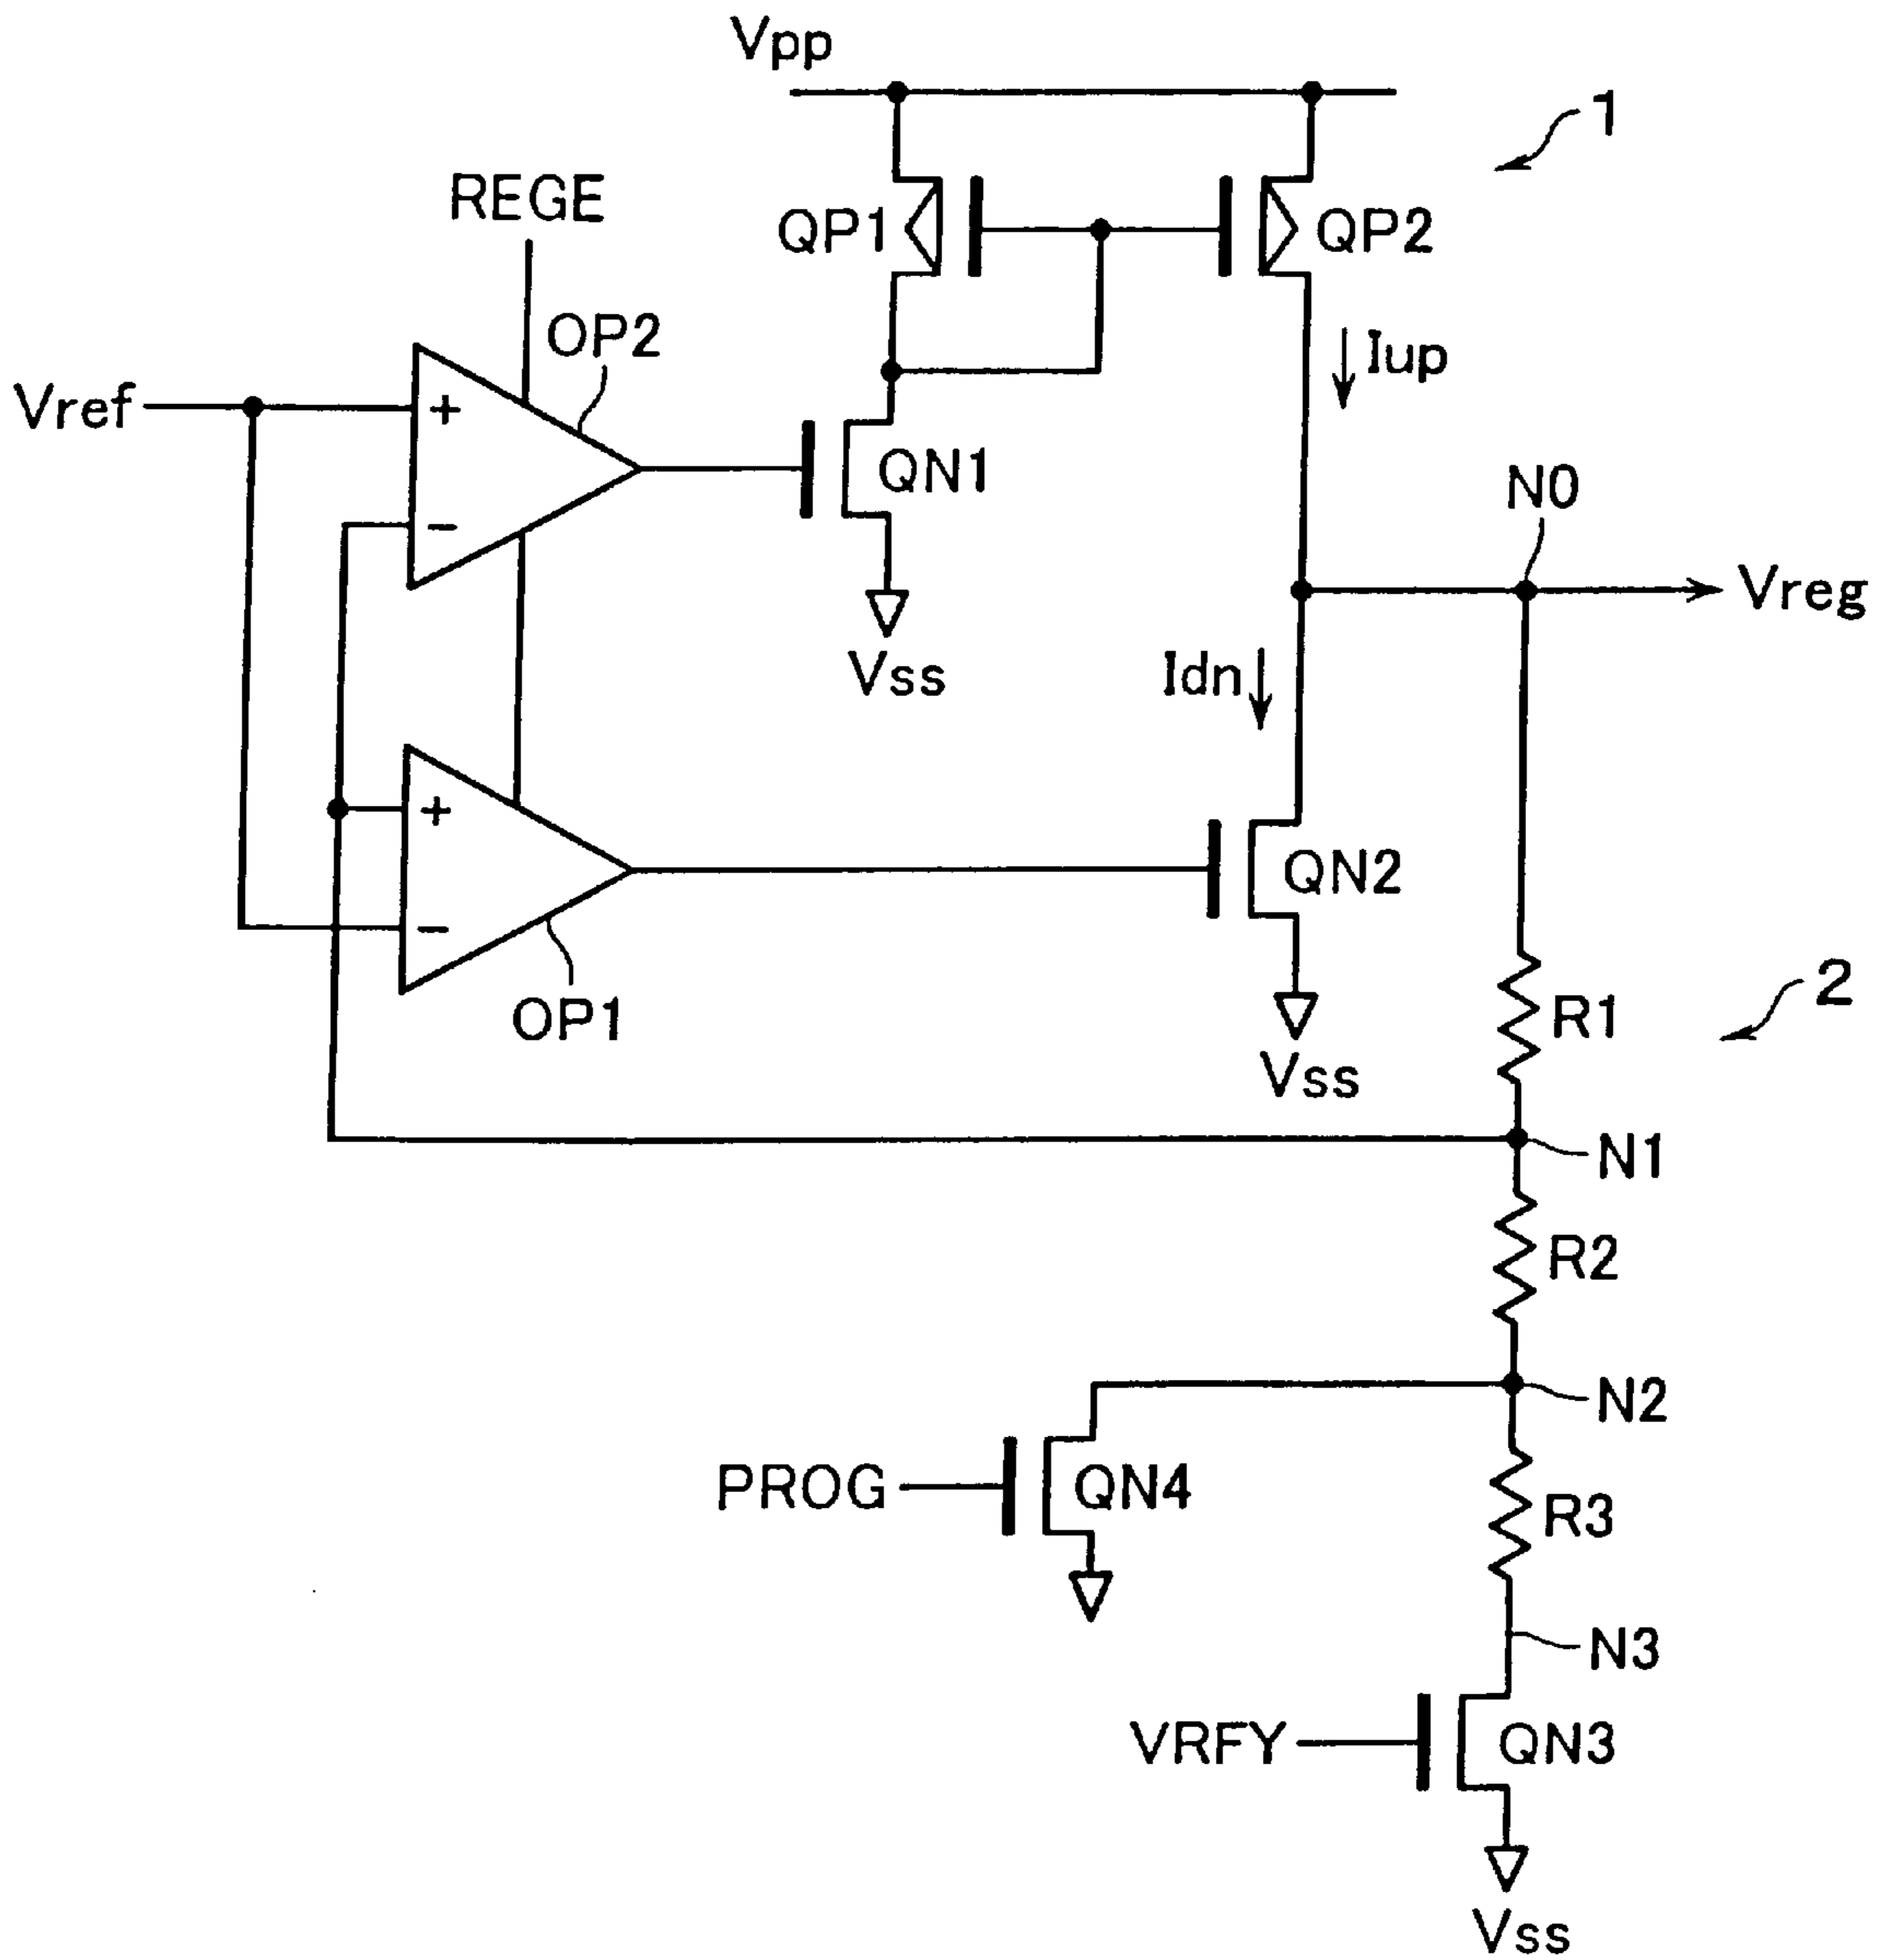 Vpp
1
REGE
QP1
QP2
OP2
Iup
Vref
+
QN1
N0
−
Vreg
Vss
Idn
+
QN2
−
2
OP1
R1
Vss
N1
R2
N2
PROG
QN4
R3
N3
VRFY
QN3
Vss